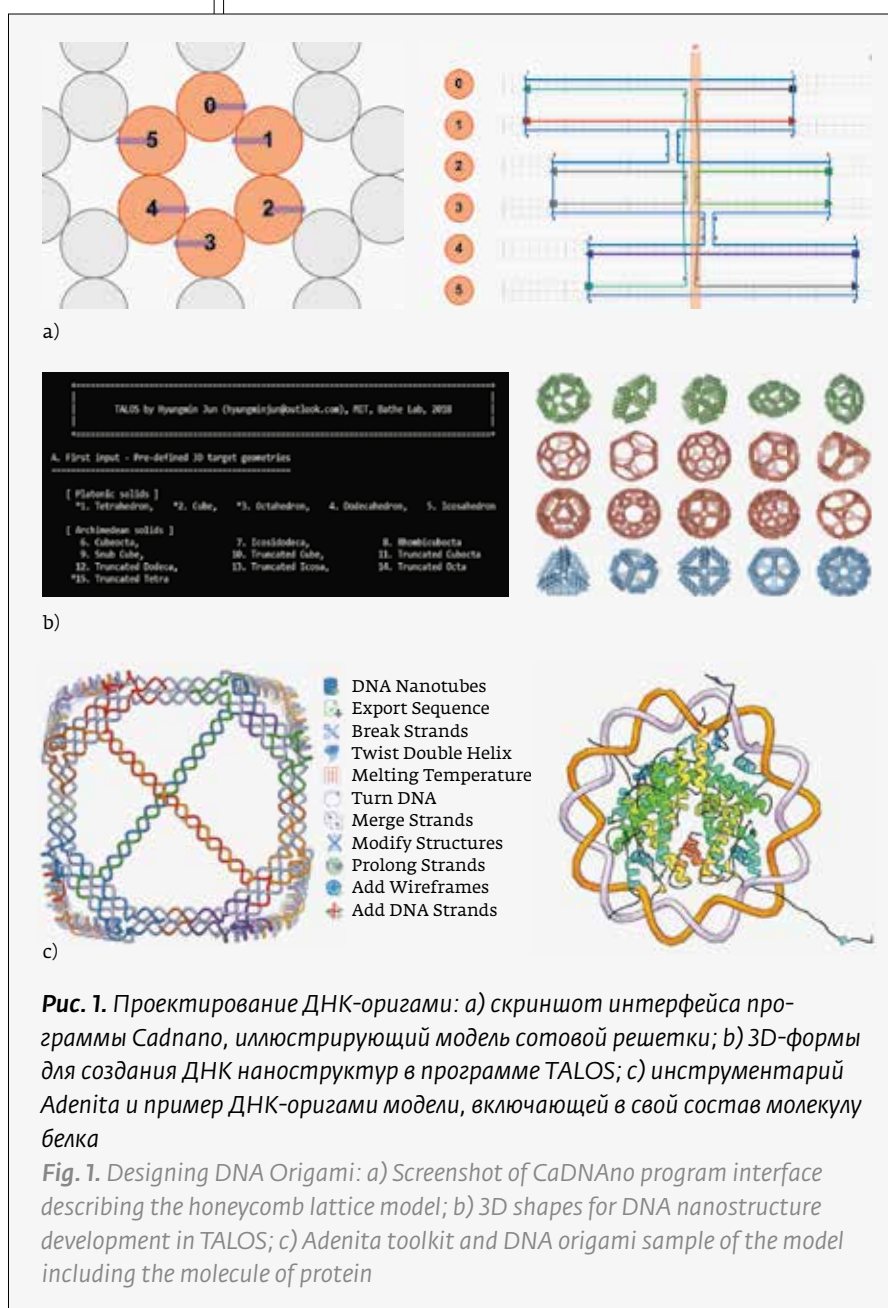 0
5
1
4
2
3
0
1
2
3
4
5
a)
TALOS by Hyungmin Jun (hyungminjun@outlook.com), MIT, Bathe Lab, 2018
A. First input - Pre-defined 3D target geometries
[ Platonic solids ]
*1. Tetrahedron, *2. Cube, *3. Octahedron, 4. Dodecahedron, 5. Icosahedron
[ Archimedean solids ]
6. Cubeocta, 7. Icosidodeca, 8. Rhombicubocta
9. Snub Cube, 10. Truncated Cube, 11. Truncated Cubocta
12. Truncated Dodeca, 13. Truncated Icosa, 14. Truncated Octa
*15. Truncated Tetra
b)
DNA Nanotubes
Export Sequence
Break Strands
Twist Double Helix
Melting Temperature
Turn DNA
Merge Strands
Modify Structures
Prolong Strands
Add Wireframes
Add DNA Strands
c)
Рис. 1. Проектирование ДНК-оригами: a) скриншот интерфейса про-
граммы Cadnano, иллюстрирующий модель сотовой решетки; b) 3D-формы
для создания ДНК наноструктур в программе TALOS; c) инструментарий
Adenita и пример ДНК-оригами модели, включающей в свой состав молекулу
белка
Fig. 1. Designing DNA Origami: a) Screenshot of CaDNAno program interface
describing the honeycomb lattice model; b) 3D shapes for DNA nanostructure
development in TALOS; c) Adenita toolkit and DNA origami sample of the model
including the molecule of protein